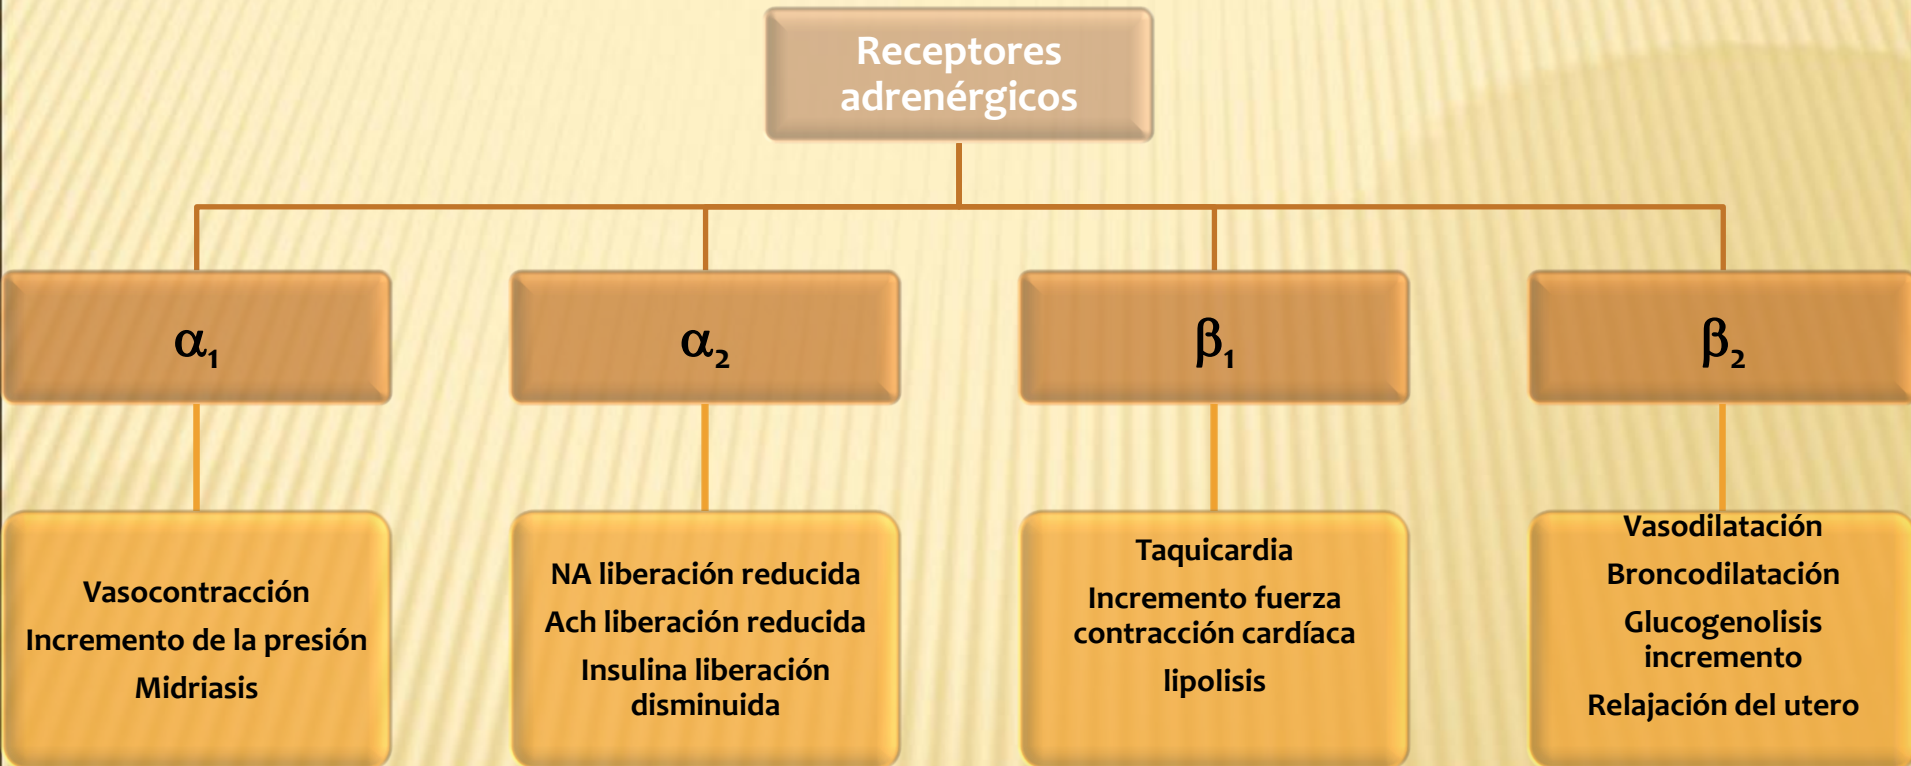 Receptores
adrenérgicos
α₁
α₂
β₁
β₂
Vasocontracción
Incremento de la presión
Midriasis
NA liberación reducida
Ach liberación reducida
Insulina liberación
disminuida
Taquicardia
Incremento fuerza
contracción cardíaca
lipolisis
Vasodilatación
Broncodilatación
Glucogenolisis
incremento
Relajación del utero